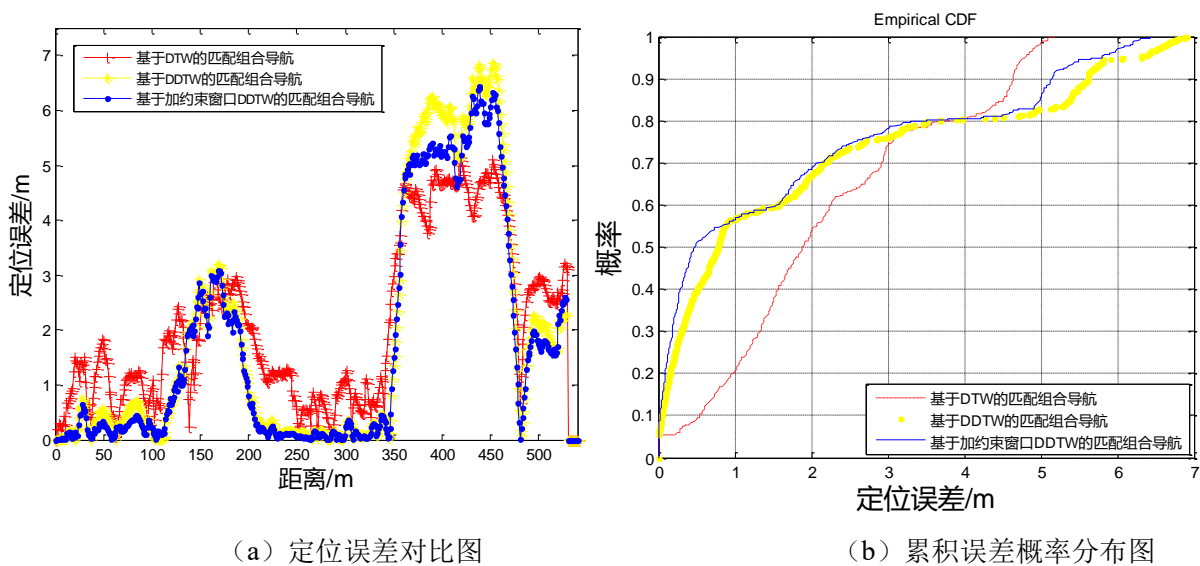 7
6
5
4
3
2
1
0
定位误差/m
0
50
100
150
200
250
300
350
400
450
500
距离/m
基于DTW的匹配组合导航
基于DDTW的匹配组合导航
基于加约束窗口DDTW的匹配组合导航
（a）定位误差对比图
Empirical CDF
1
0.9
0.8
0.7
0.6
0.5
0.4
0.3
0.2
0.1
0
概率
0
1
2
3
4
5
6
7
定位误差/m
基于DTW的匹配组合导航
基于DDTW的匹配组合导航
基于加约束窗口DDTW的匹配组合导航
（b）累积误差概率分布图